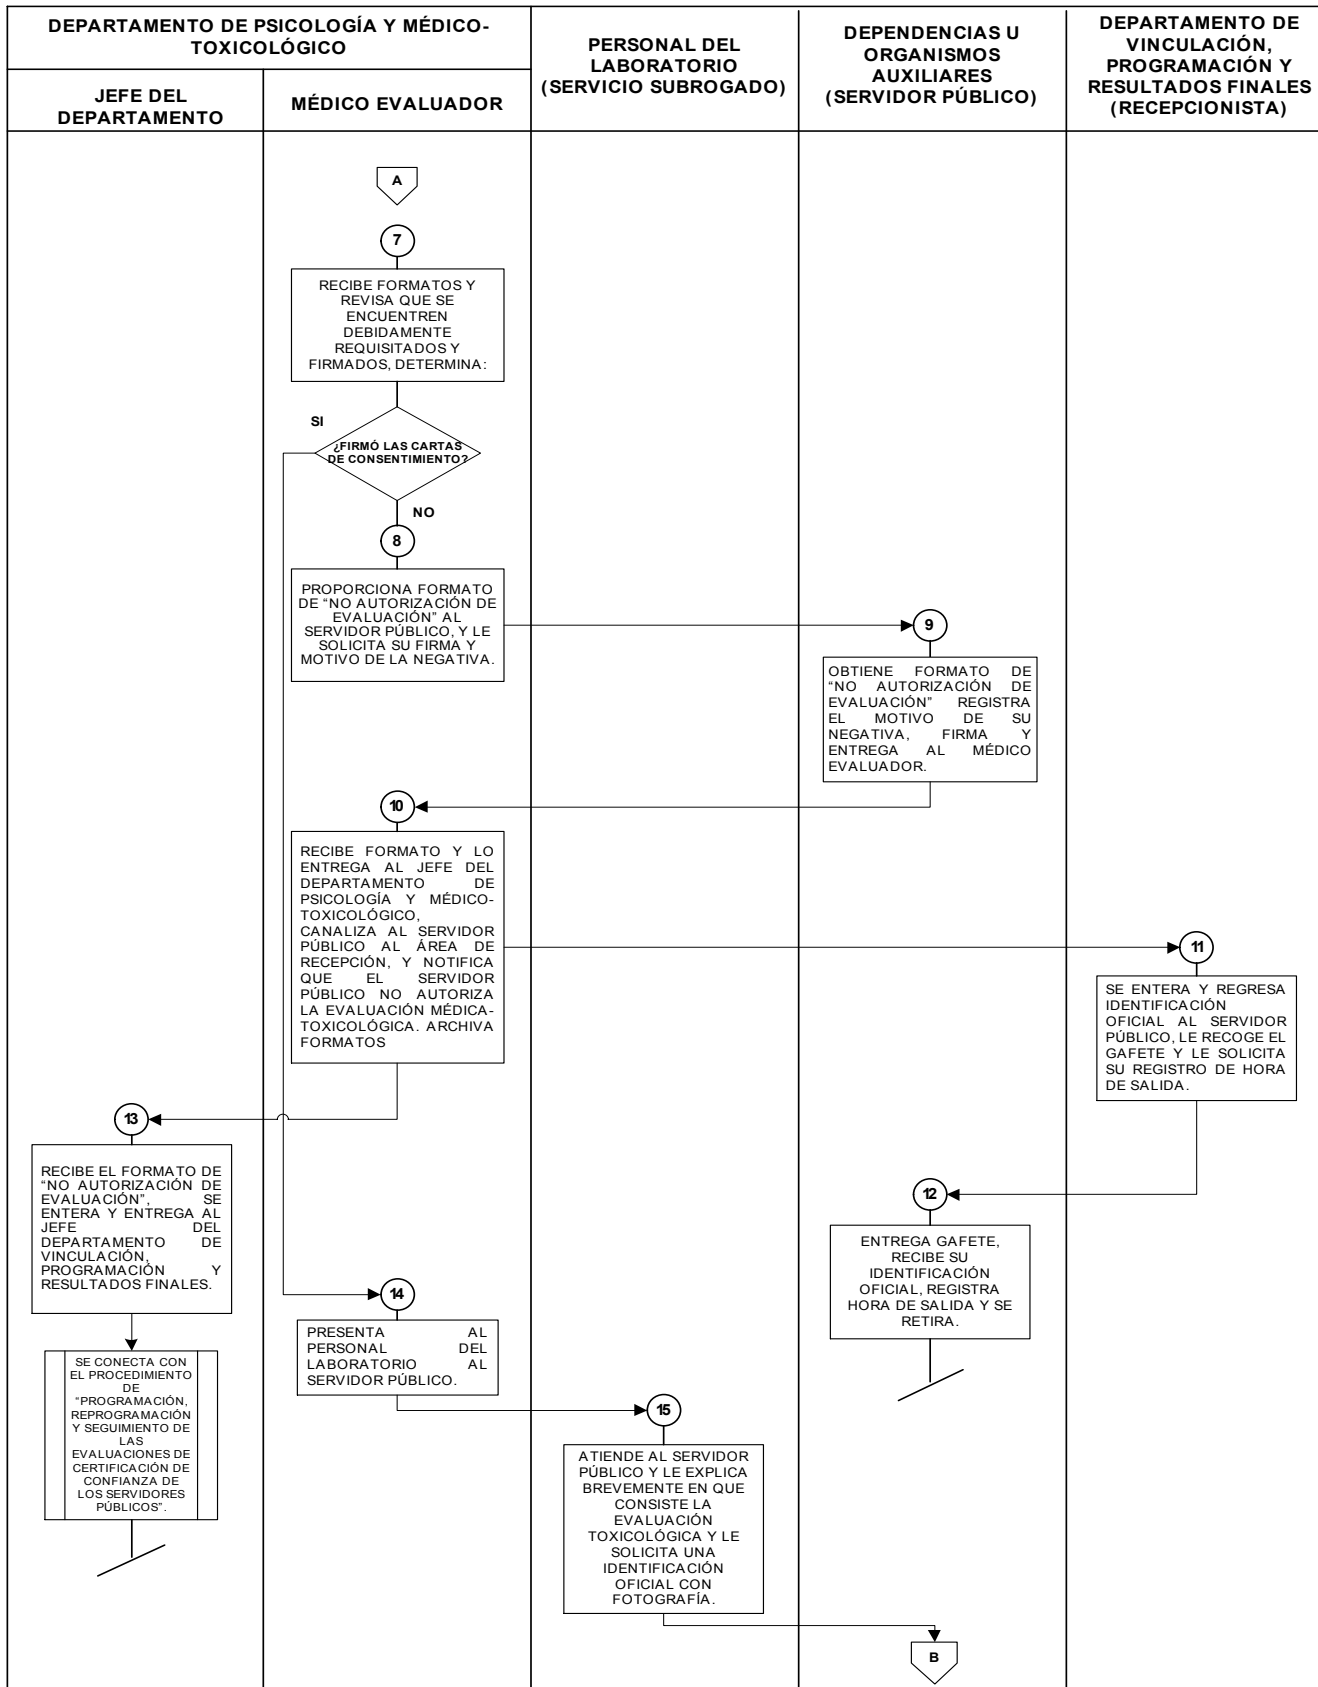 DEPARTAMENTO DE PSICOLOGÍA Y MÉDICO-
TOXICOLÓGICO
JEFE DEL
DEPARTAMENTO
MÉDICO EVALUADOR
PERSONAL DEL
LABORATORIO
(SERVICIO SUBROGADO)
DEPENDENCIAS U
ORGANISMOS
AUXILIARES
(SERVIDOR PÚBLICO)
DEPARTAMENTO DE
VINCULACIÓN,
PROGRAMACIÓN Y
RESULTADOS FINALES
(RECEPCIONISTA)
A
7
RECIBE FORMATOS Y
REVISA QUE SE
ENCUENTREN
DEBIDAMENTE
REQUISITADOS Y
FIRMADOS, DETERMINA:
SI
¿FIRMÓ LAS CARTAS
DE CONSENTIMIENTO?
NO
8
PROPORCIONA FORMATO
DE “NO AUTORIZACIÓN DE
EVALUACIÓN” AL
SERVIDOR PÚBLICO, Y LE
SOLICITA SU FIRMA Y
MOTIVO DE LA NEGATIVA.
9
OBTIENE FORMATO DE
“NO AUTORIZACIÓN DE
EVALUACIÓN” REGISTRA
EL MOTIVO DE SU
NEGATIVA, FIRMA Y
ENTREGA AL MÉDICO
EVALUADOR.
10
RECIBE FORMATO Y LO
ENTREGA AL JEFE DEL
DEPARTAMENTO DE
PSICOLOGÍA Y MÉDICO-
TOXICOLÓGICO,
CANALIZA AL SERVIDOR
PÚBLICO AL ÁREA DE
RECEPCIÓN, Y NOTIFICA
QUE EL SERVIDOR
PÚBLICO NO AUTORIZA
LA EVALUACIÓN MÉDICA-
TOXICOLÓGICA. ARCHIVA
FORMATOS
11
SE ENTERA Y REGRESA
IDENTIFICACIÓN
OFICIAL AL SERVIDOR
PÚBLICO, LE RECOGE EL
GAFETE Y LE SOLICITA
SU REGISTRO DE HORA
DE SALIDA.
13
RECIBE EL FORMATO DE
“NO AUTORIZACIÓN DE
EVALUACIÓN”, SE
ENTERA Y ENTREGA AL
JEFE DEL
DEPARTAMENTO DE
VINCULACIÓN,
PROGRAMACIÓN Y
RESULTADOS FINALES.
12
ENTREGA GAFETE,
RECIBE SU
IDENTIFICACIÓN
OFICIAL, REGISTRA
HORA DE SALIDA Y SE
RETIRA.
14
PRESENTA AL
PERSONAL DEL
LABORATORIO AL
SERVIDOR PÚBLICO.
SE CONECTA CON
EL PROCEDIMIENTO
DE
“PROGRAMACIÓN,
REPROGRAMACIÓN
Y SEGUIMIENTO DE
LAS
EVALUACIONES DE
CERTIFICACIÓN DE
CONFIANZA DE
LOS SERVIDORES
PÚBLICOS”.
15
ATIENDE AL SERVIDOR
PÚBLICO Y LE EXPLICA
BREVEMENTE EN QUE
CONSISTE LA
EVALUACIÓN
TOXICOLÓGICA Y LE
SOLICITA UNA
IDENTIFICACIÓN
OFICIAL CON
FOTOGRAFÍA.
B